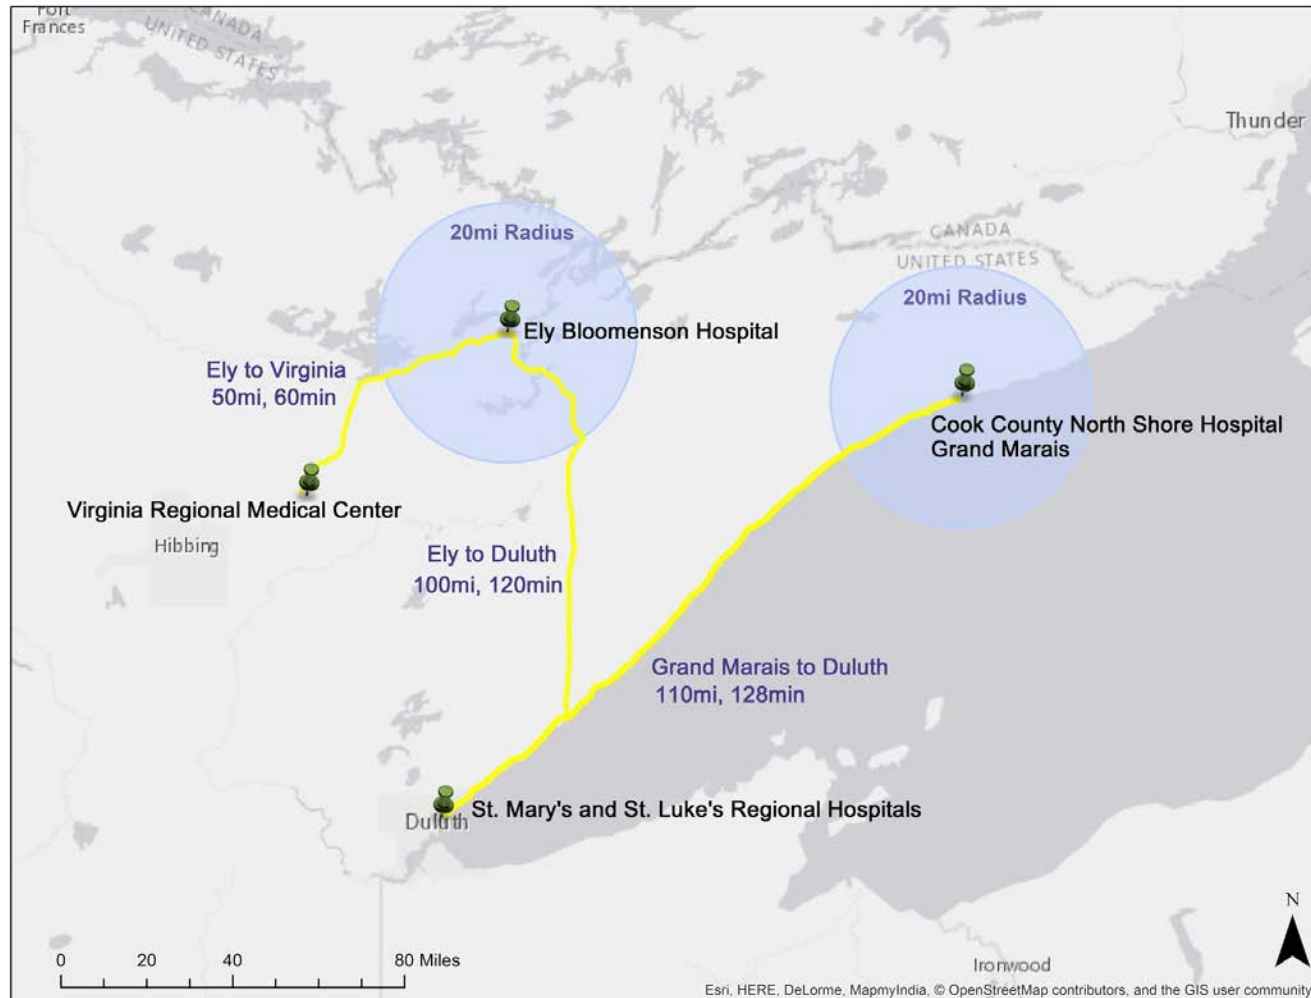 Fort
Frances
CANADA
UNITED STATES
Thunder
CANADA
UNITED STATES
20mi Radius
20mi Radius
Ely Bloomenson Hospital
Ely to Virginia
50mi, 60min
Cook County North Shore Hospital
Grand Marais
Virginia Regional Medical Center
Hibbing
Ely to Duluth
100mi, 120min
Grand Marais to Duluth
110mi, 128min
St. Mary's and St. Luke's Regional Hospitals
Duluth
N
0 20 40 80 Miles
Ironwood
Esri, HERE, DeLorme, MapmyIndia, © OpenStreetMap contributors, and the GIS user community